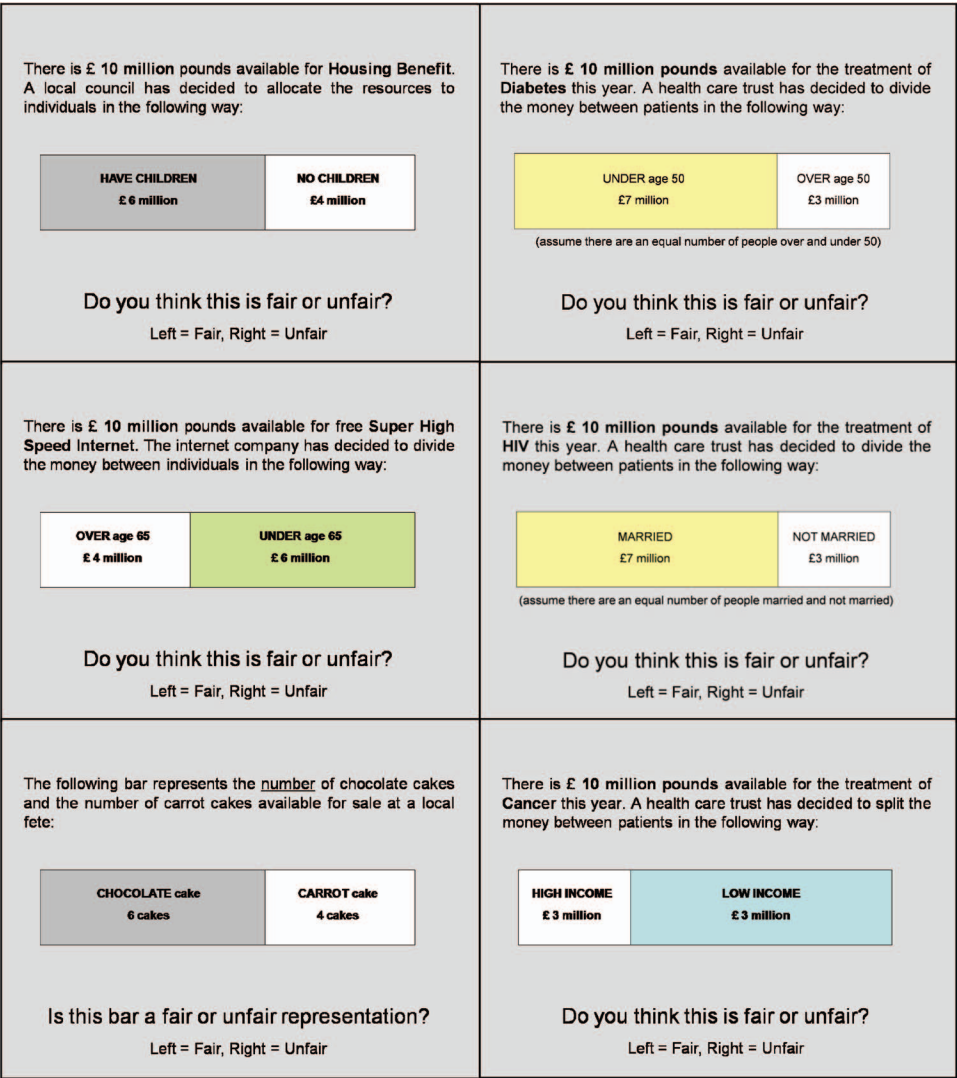 There is £ 10 million pounds available for Housing Benefit.
A local council has decided to allocate the resources to
individuals in the following way:
HAVE CHILDREN
£ 6 million
NO CHILDREN
£4 million
Do you think this is fair or unfair?
Left = Fair, Right = Unfair
There is £ 10 million pounds available for the treatment of
Diabetes this year. A health care trust has decided to divide
the money between patients in the following way:
UNDER age 50
£7 million
OVER age 50
£3 million
(assume there are an equal number of people over and under 50)
Do you think this is fair or unfair?
Left = Fair, Right = Unfair
There is £ 10 million pounds available for free Super High
Speed Internet. The internet company has decided to divide
the money between individuals in the following way:
OVER age 65
£ 4 million
UNDER age 65
£ 6 million
Do you think this is fair or unfair?
Left = Fair, Right = Unfair
There is £ 10 million pounds available for the treatment of
HIV this year. A health care trust has decided to divide the
money between patients in the following way:
MARRIED
£7 million
NOT MARRIED
£3 million
(assume there are an equal number of people married and not married)
Do you think this is fair or unfair?
Left = Fair, Right = Unfair
The following bar represents the number of chocolate cakes
and the number of carrot cakes available for sale at a local
fete:
CHOCOLATE cake
6 cakes
CARROT cake
4 cakes
Is this bar a fair or unfair representation?
Left = Fair, Right = Unfair
There is £ 10 million pounds available for the treatment of
Cancer this year. A health care trust has decided to split the
money between patients in the following way:
HIGH INCOME
£ 3 million
LOW INCOME
£ 3 million
Do you think this is fair or unfair?
Left = Fair, Right = Unfair